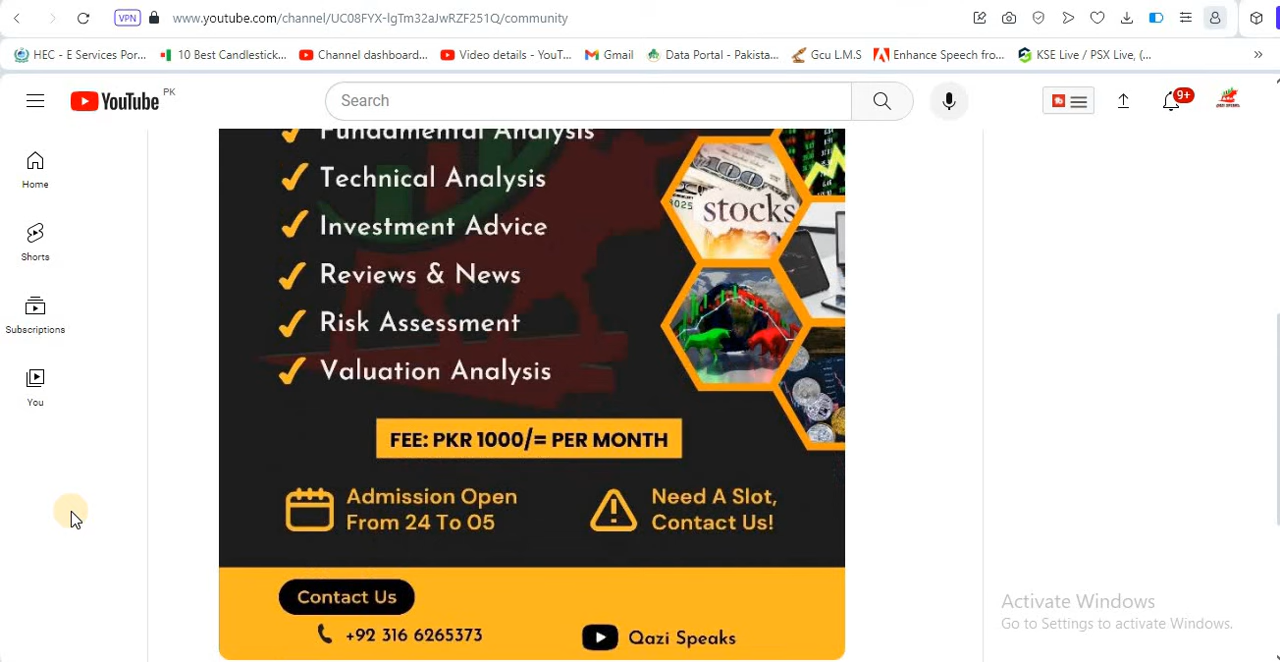 VPN
www.youtube.com/channel/UC08FYX-lgTm32aJwRZF251Q/community
HEC - E Services Por...
10 Best Candlestick...
Channel dashboard...
Video details - YouT...
Gmail
Data Portal - Pakista...
Gcu L.M.S
Enhance Speech fro...
KSE Live / PSX Live, (...
YouTube PK
Search
9+
Home
Shorts
Subscriptions
You
Fundamental Analysis
Technical Analysis
Investment Advice
Reviews & News
Risk Assessment
Valuation Analysis
100
stocks
FEE: PKR 1000/= PER MONTH
Admission Open
From 24 To 05
Need A Slot,
Contact Us!
Contact Us
+92 316 6265373
Qazi Speaks
Activate Windows
Go to Settings to activate Windows.